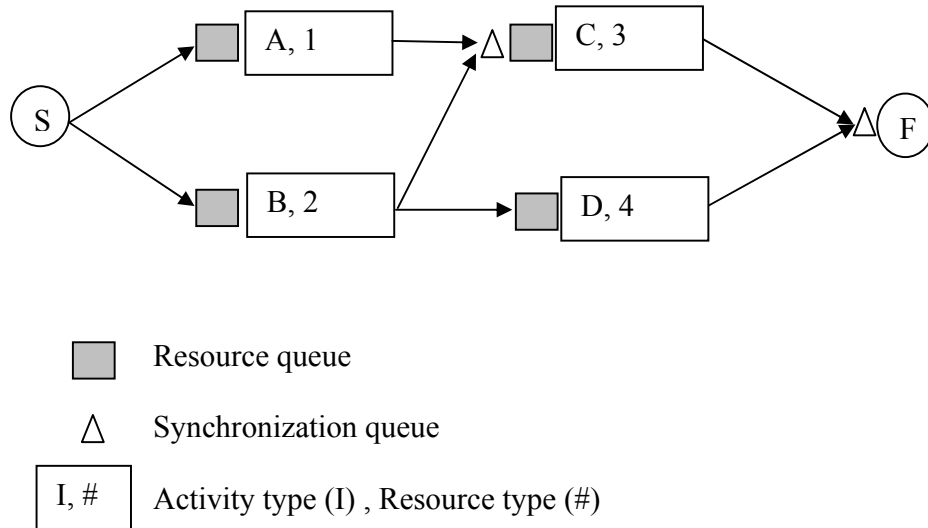 A, 1
C, 3
S
F
B, 2
D, 4
Resource queue
Synchronization queue
I, #
Activity type (I) , Resource type (#)